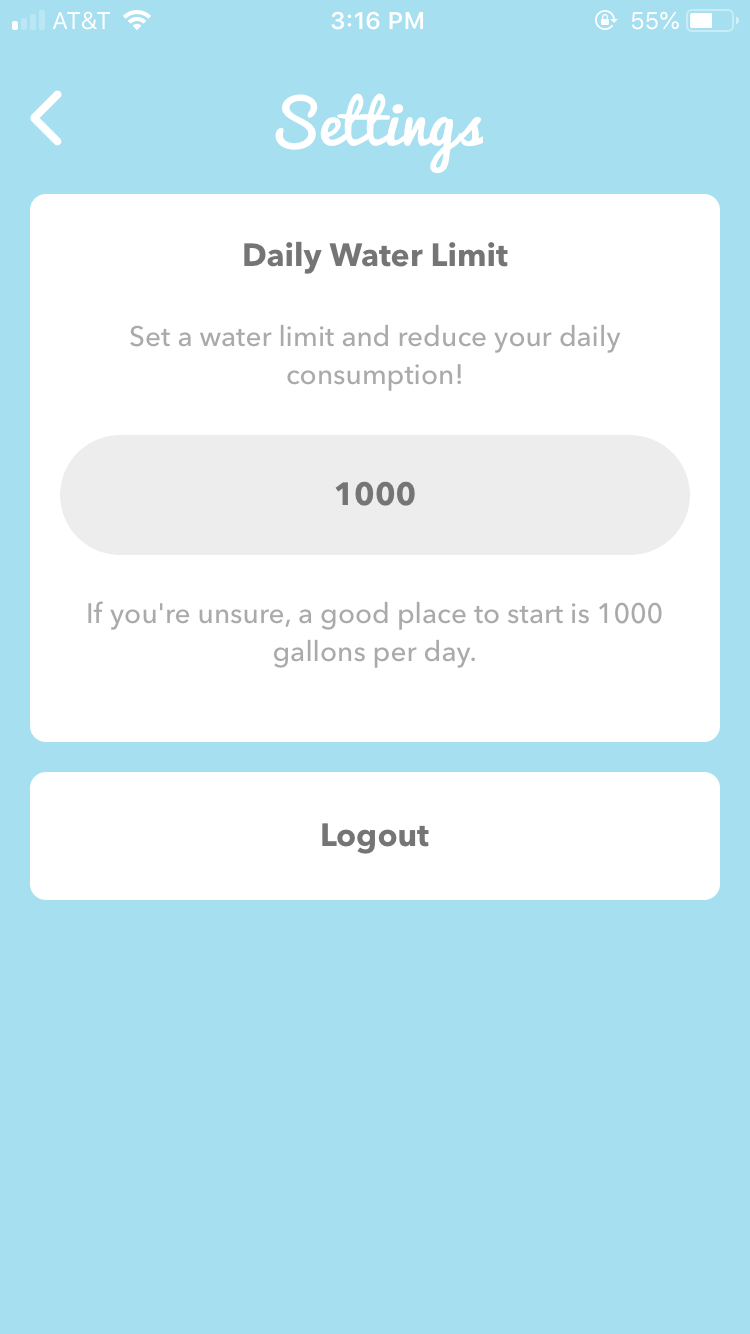 AT&T 3:16 PM 55%
Settings
Daily Water Limit
Set a water limit and reduce your daily
consumption!
1000
If you're unsure, a good place to start is 1000
gallons per day.
Logout